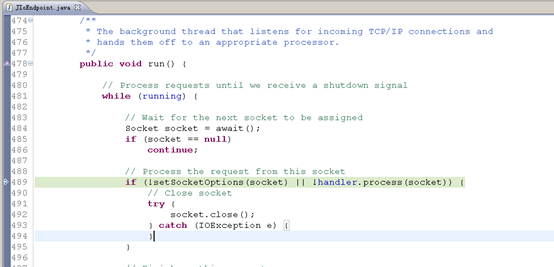 JIoEndpoint.java
474 /**
475 * The background thread that listens for incoming TCP/IP connections and
476 * hands them off to an appropriate processor.
477 */
478 public void run() {
479
480 // Process requests until we receive a shutdown signal
481 while (running) {
482
483 // Wait for the next socket to be assigned
484 Socket socket = await();
485 if (socket == null)
486 continue;
487
488 // Process the request from this socket
489 if (!setSocketOptions(socket) || !handler.process(socket)) {
490 // Close socket
491 try {
492 socket.close();
493 } catch (IOException e) {
494 }
495 }
496